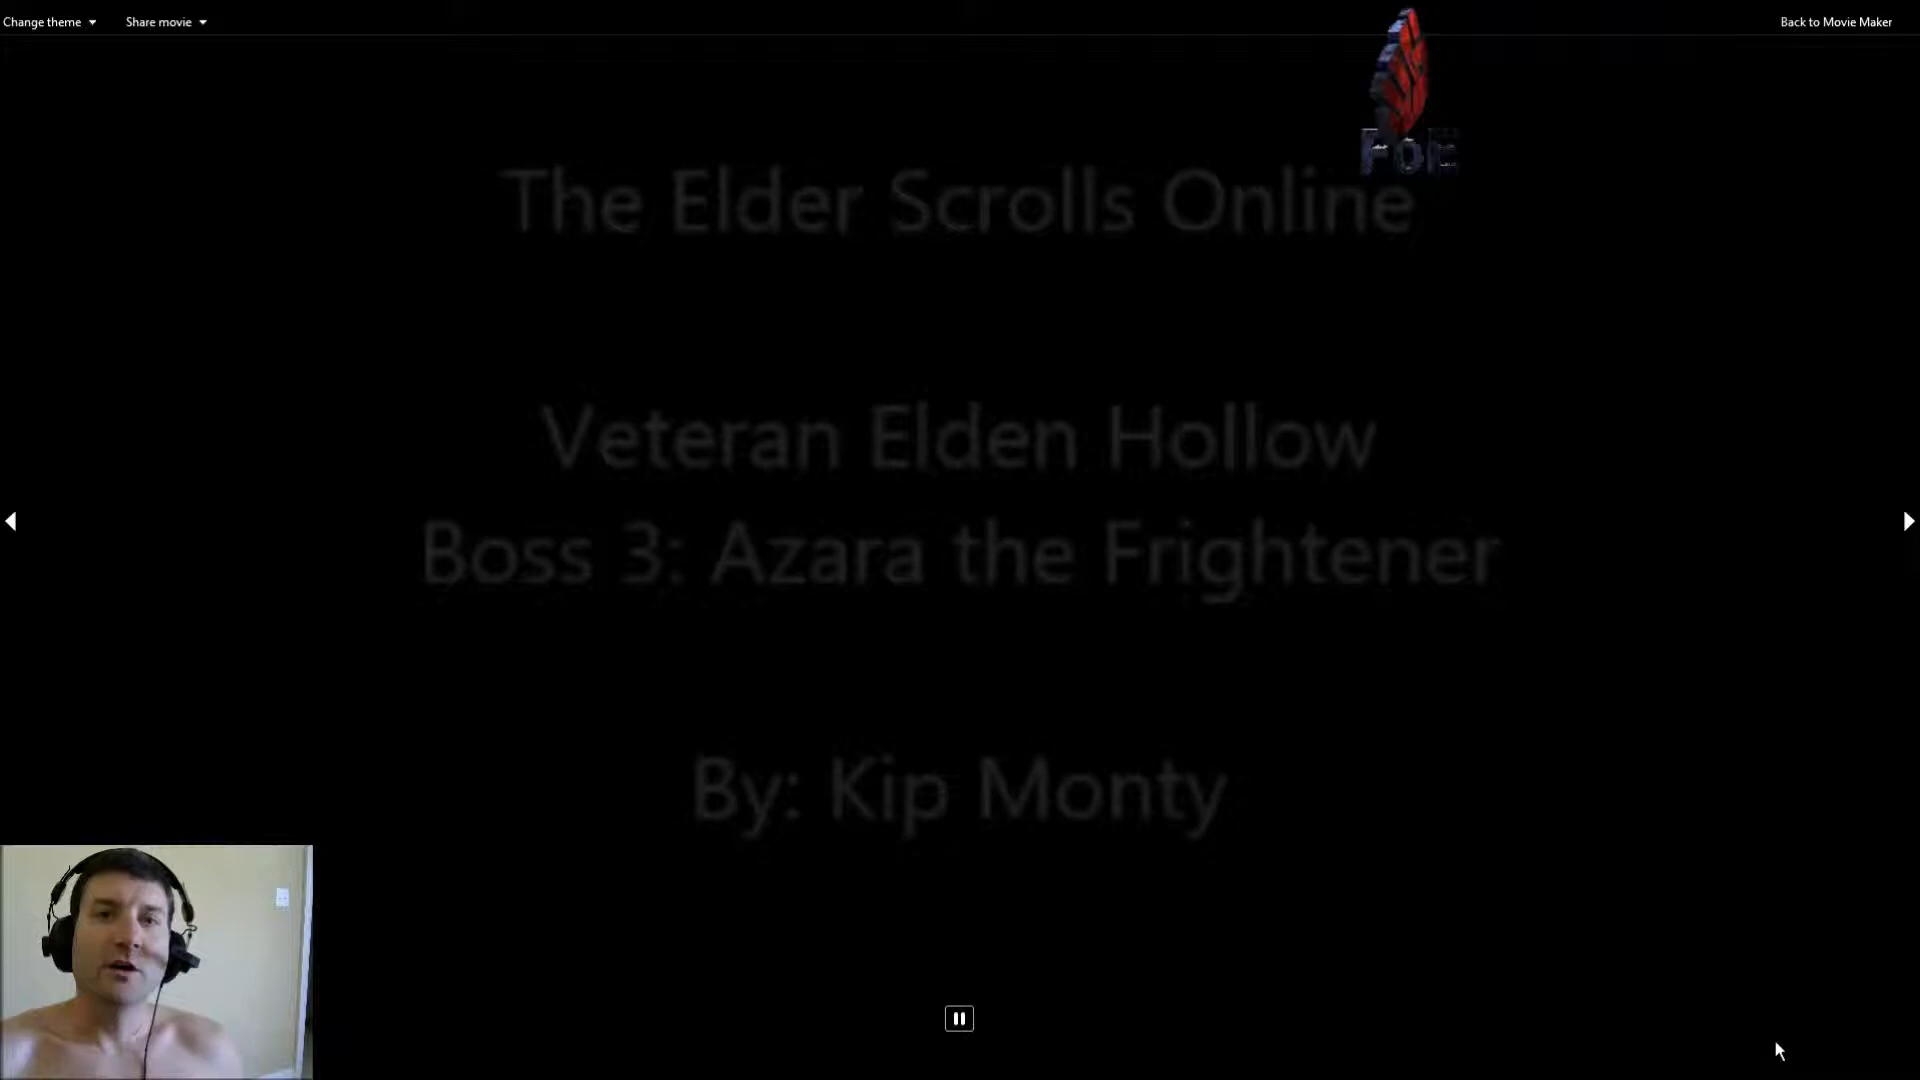 Change theme
Share movie
Back to Movie Maker
FOE
The Elder Scrolls Online
Veteran Elden Hollow
Boss 3: Azara the Frightener
By: Kip Monty